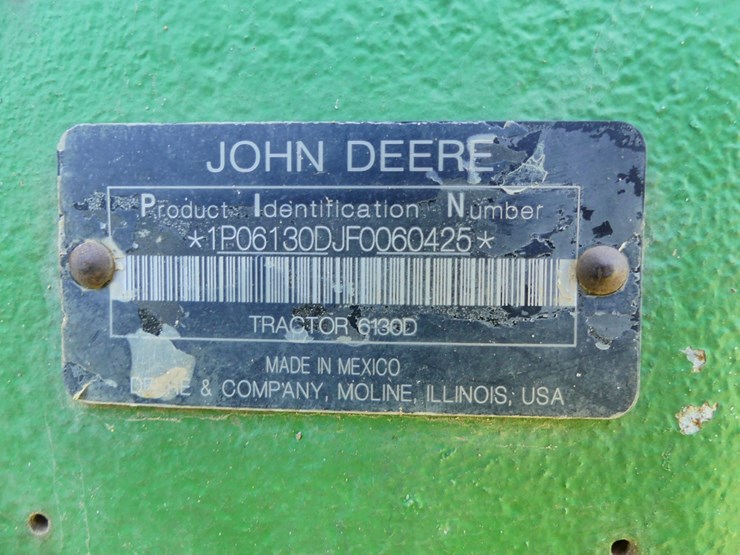 JOHN DEERE
Product Identification Number
*1P06130DJF0060425*
TRACTOR 6130D
MADE IN MEXICO
DEERE & COMPANY, MOLINE, ILLINOIS, USA